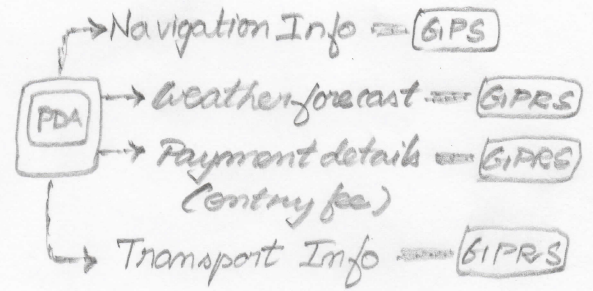 Navigation Info GPS
Weather forecast GPRS
PDA
Payment details GPRS
(entry fee)
Transport Info GPRS